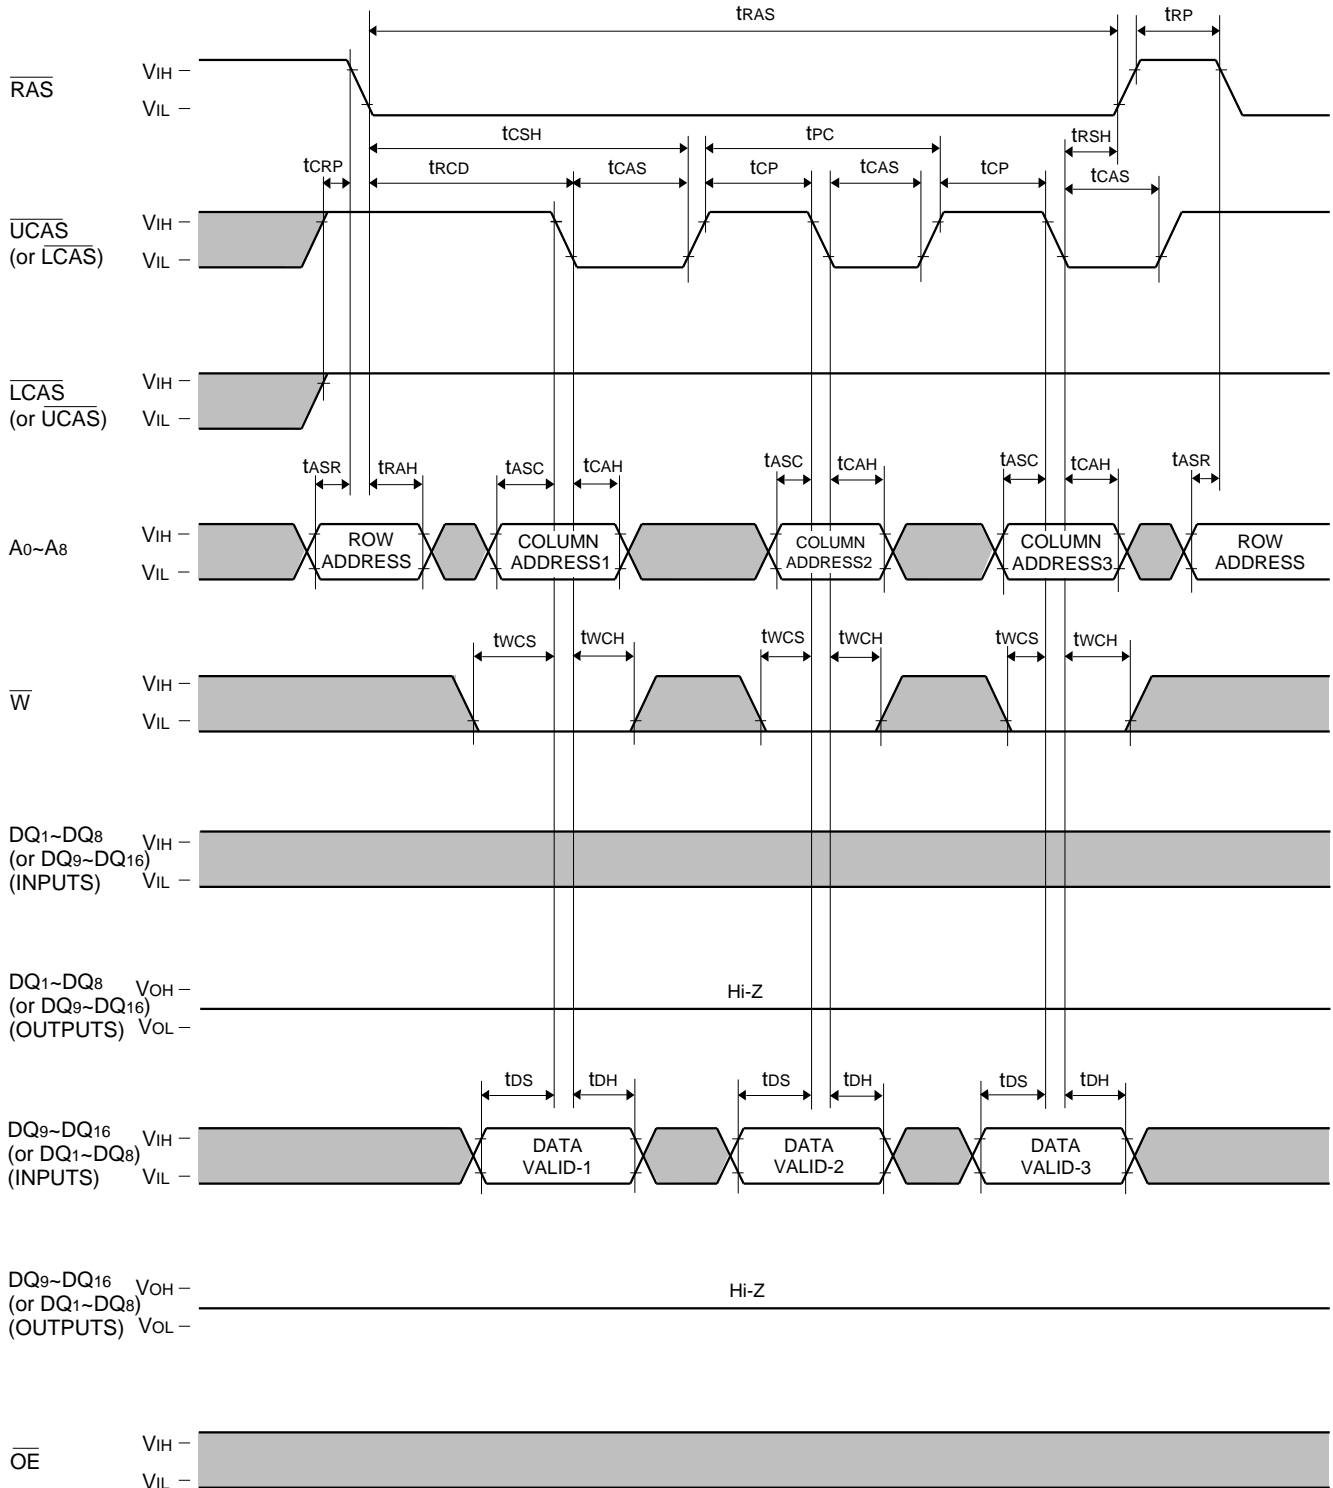 tRAS
tRP
RAS
VIH
VIL
tCSH
tPC
tRSH
tCRP
tRCD
tCAS
tCP
tCAS
tCP
tCAS
UCAS
(or LCAS)
VIH
VIL
LCAS
(or UCAS)
VIH
VIL
tASR
tRAH
tASC
tCAH
tASC
tCAH
tASC
tCAH
tASR
A0~A8
VIH
VIL
ROW
ADDRESS
COLUMN
ADDRESS1
COLUMN
ADDRESS2
COLUMN
ADDRESS3
ROW
ADDRESS
tWCS
tWCH
tWCS
tWCH
tWCS
tWCH
W
VIH
VIL
DQ1~DQ8
(or DQ9~DQ16)
(INPUTS)
VIH
VIL
DQ1~DQ8
(or DQ9~DQ16)
(OUTPUTS)
VOH
VOL
Hi-Z
tDS
tDH
tDS
tDH
tDS
tDH
DQ9~DQ16
(or DQ1~DQ8)
(INPUTS)
VIH
VIL
DATA
VALID-1
DATA
VALID-2
DATA
VALID-3
DQ9~DQ16
(or DQ1~DQ8)
(OUTPUTS)
VOH
VOL
Hi-Z
OE
VIH
VIL